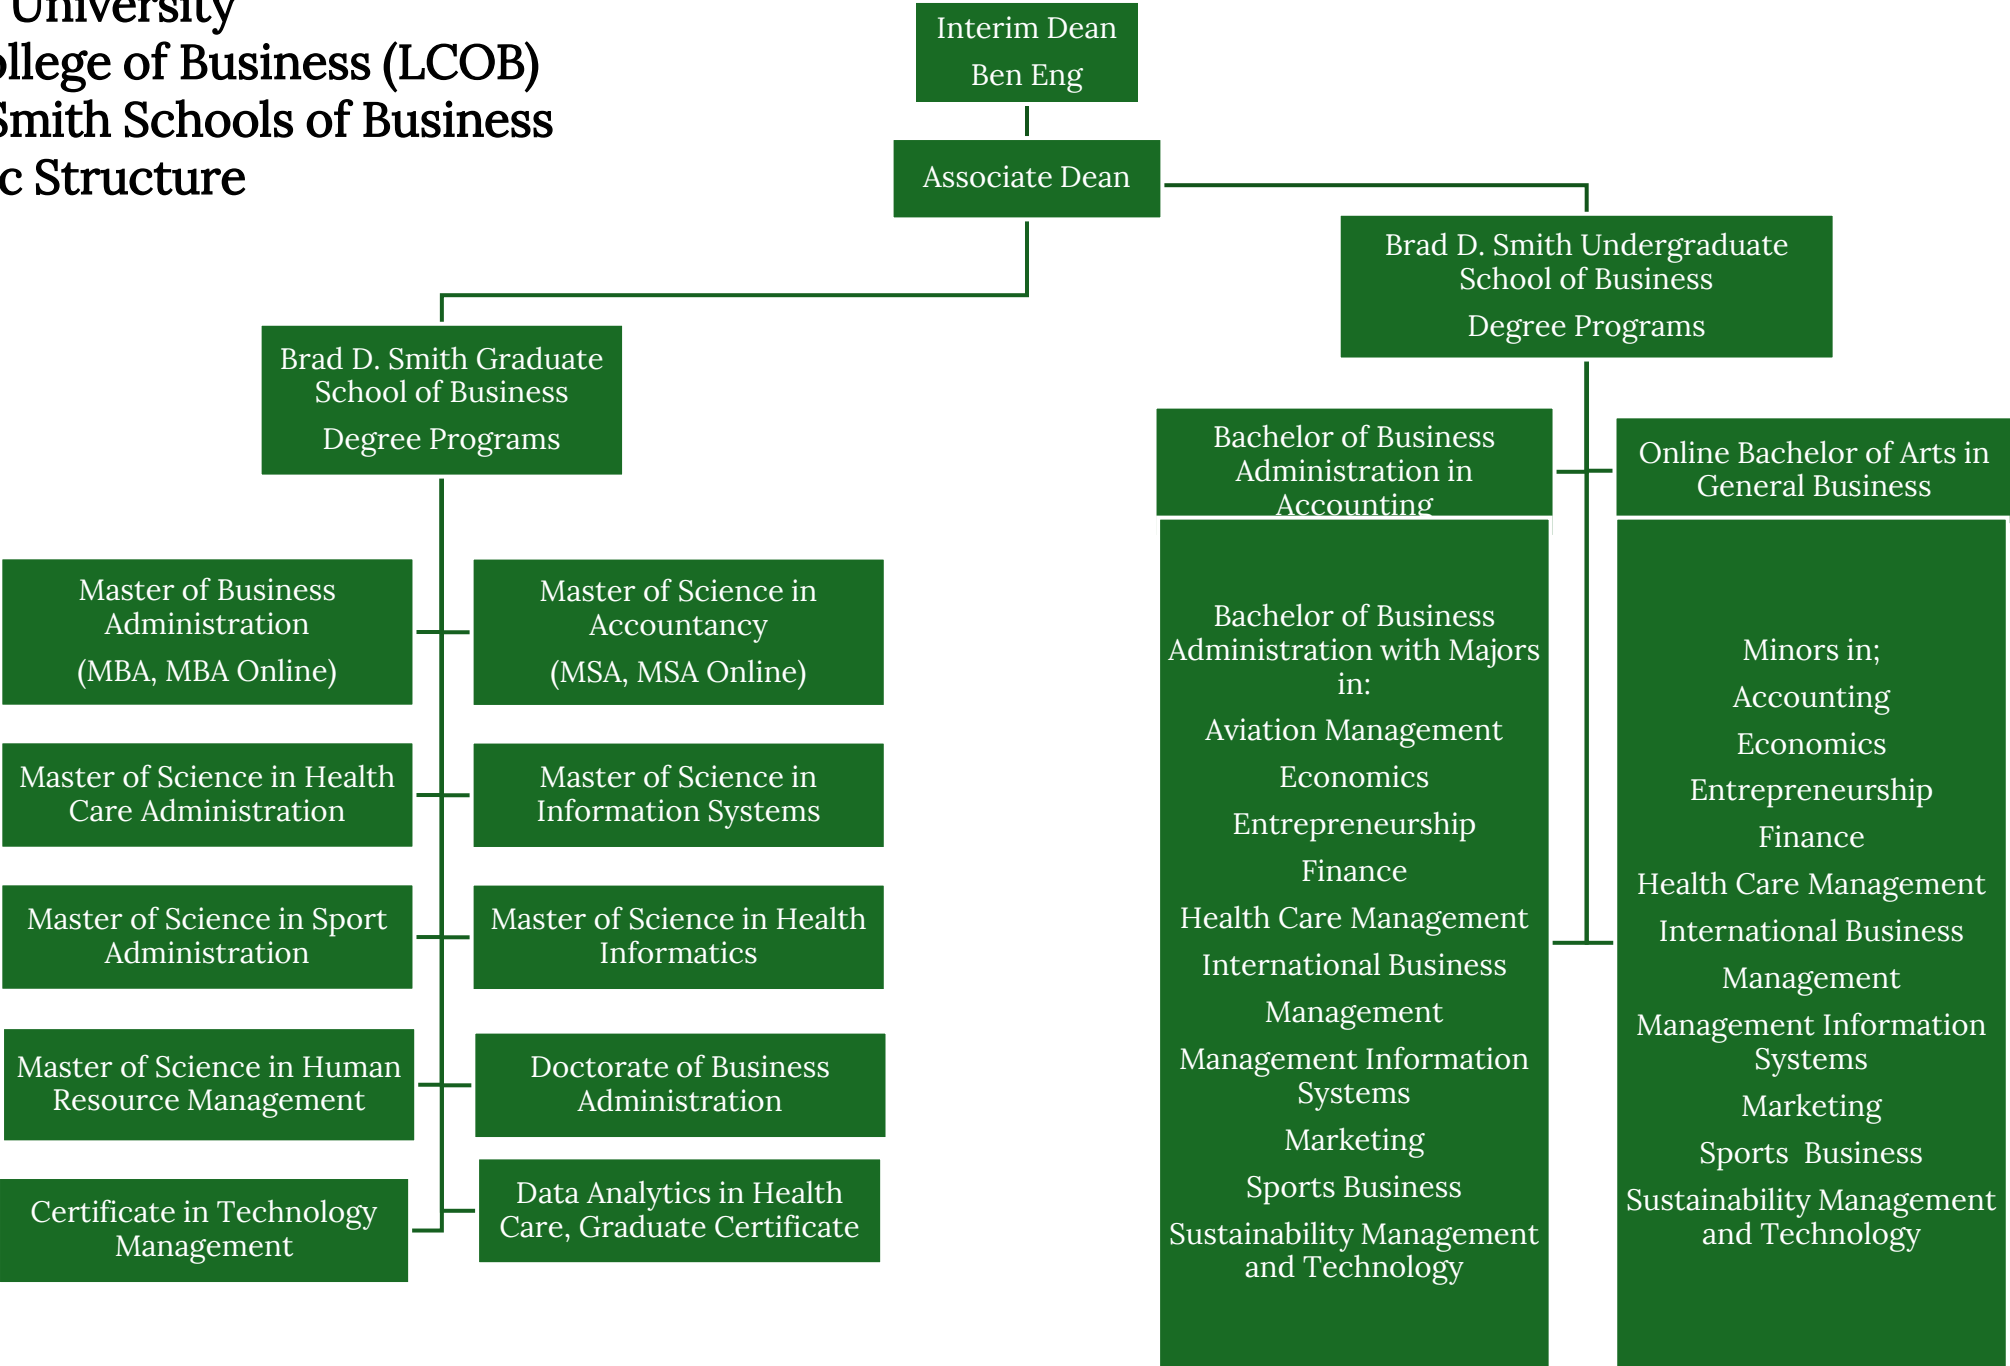 University
ollege of Business (LCOB)
Smith Schools of Business
c Structure
Interim Dean
Ben Eng
Associate Dean
Brad D. Smith Undergraduate
School of Business
Degree Programs
Brad D. Smith Graduate
School of Business
Degree Programs
Master of Business
Administration
(MBA, MBA Online)
Master of Science in
Accountancy
(MSA, MSA Online)
Master of Science in Health
Care Administration
Master of Science in
Information Systems
Master of Science in Sport
Administration
Master of Science in Health
Informatics
Master of Science in Human
Resource Management
Doctorate of Business
Administration
Certificate in Technology
Management
Data Analytics in Health
Care, Graduate Certificate
Bachelor of Business
Administration in
Accounting
Online Bachelor of Arts in
General Business
Bachelor of Business
Administration with Majors
in:
Aviation Management
Economics
Entrepreneurship
Finance
Health Care Management
International Business
Management
Management Information
Systems
Marketing
Sports Business
Sustainability Management
and Technology
Minors in;
Accounting
Economics
Entrepreneurship
Finance
Health Care Management
International Business
Management
Management Information
Systems
Marketing
Sports  Business
Sustainability Management
and Technology